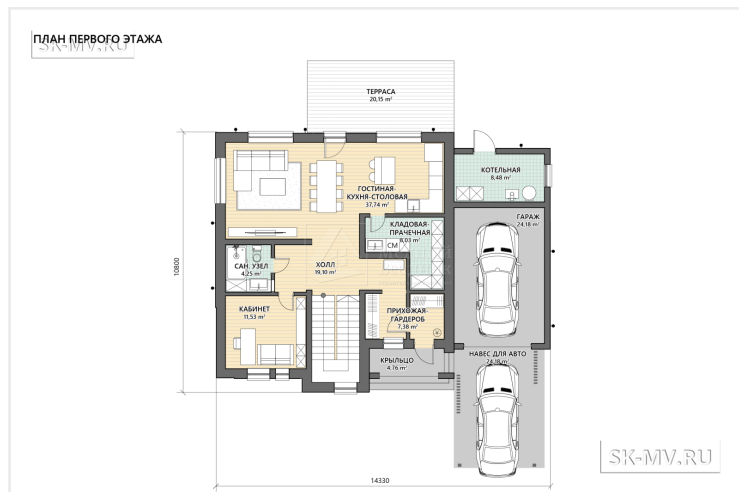 ПЛАН ПЕРВОГО ЭТАЖА
SK-MV.RU
ТЕРРАСА
20,15 m²
КОТЕЛЬНАЯ
8,48 m²
ГОСТИНАЯ-
КУХНЯ-СТОЛОВАЯ
37,74 m²
ГАРАЖ
24,18 m²
КЛАДОВАЯ-
ПРАЧЕЧНАЯ
8,03 m²
СМ
САН. УЗЕЛ
4,25 m²
ХОЛЛ
19,10 m²
10800
КАБИНЕТ
11,53 m²
ПРИХОЖАЯ-
ГАРДЕРОБ
7,38 m²
КРЫЛЬЦО
4,76 m²
НАВЕС ДЛЯ АВТО
24,18 m²
SK-MV.RU
14330